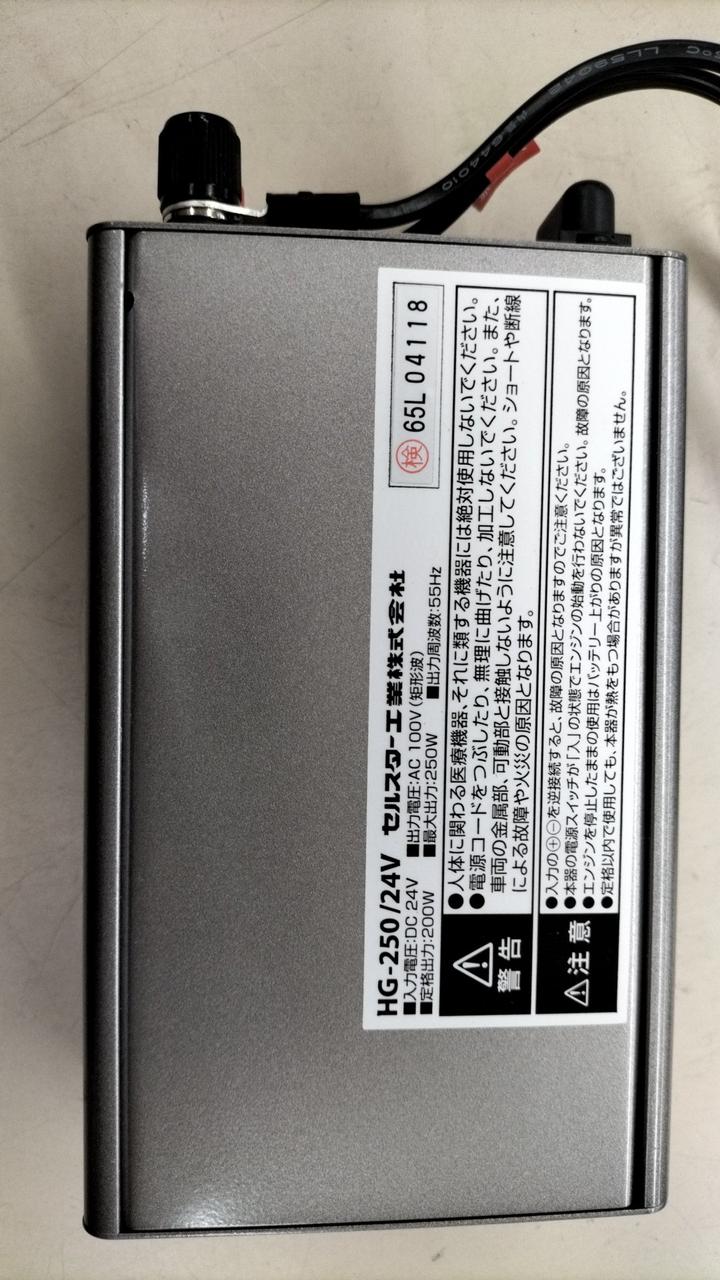 HG-250/24V セルスター工業株式会社
■入力電圧:DC 24V ■出力電圧:AC 100V(矩形波)
■定格出力:200W ■最大出力:250W ■出力周波数:55Hz
検 65L 04118
警告
●人体に関わる医療機器、それに類する機器には絶対使用しないでください。
●電源コードをつぶしたり、無理に曲げたり、加工しないでください。また、
車両の金属部、可動部と接触しないように注意してください。ショートや断線
による故障や火災の原因となります。
注意
●入力の⊕⊖を逆接続すると、故障の原因となりますのでご注意ください。
●本器の電源スイッチが「入」の状態でエンジンの始動を行わないでください。故障の原因となります。
●エンジンを停止したままの使用はバッテリー上がりの原因となります。
●定格以内で使用しても、本器が熱をもつ場合がありますが異常ではございません。